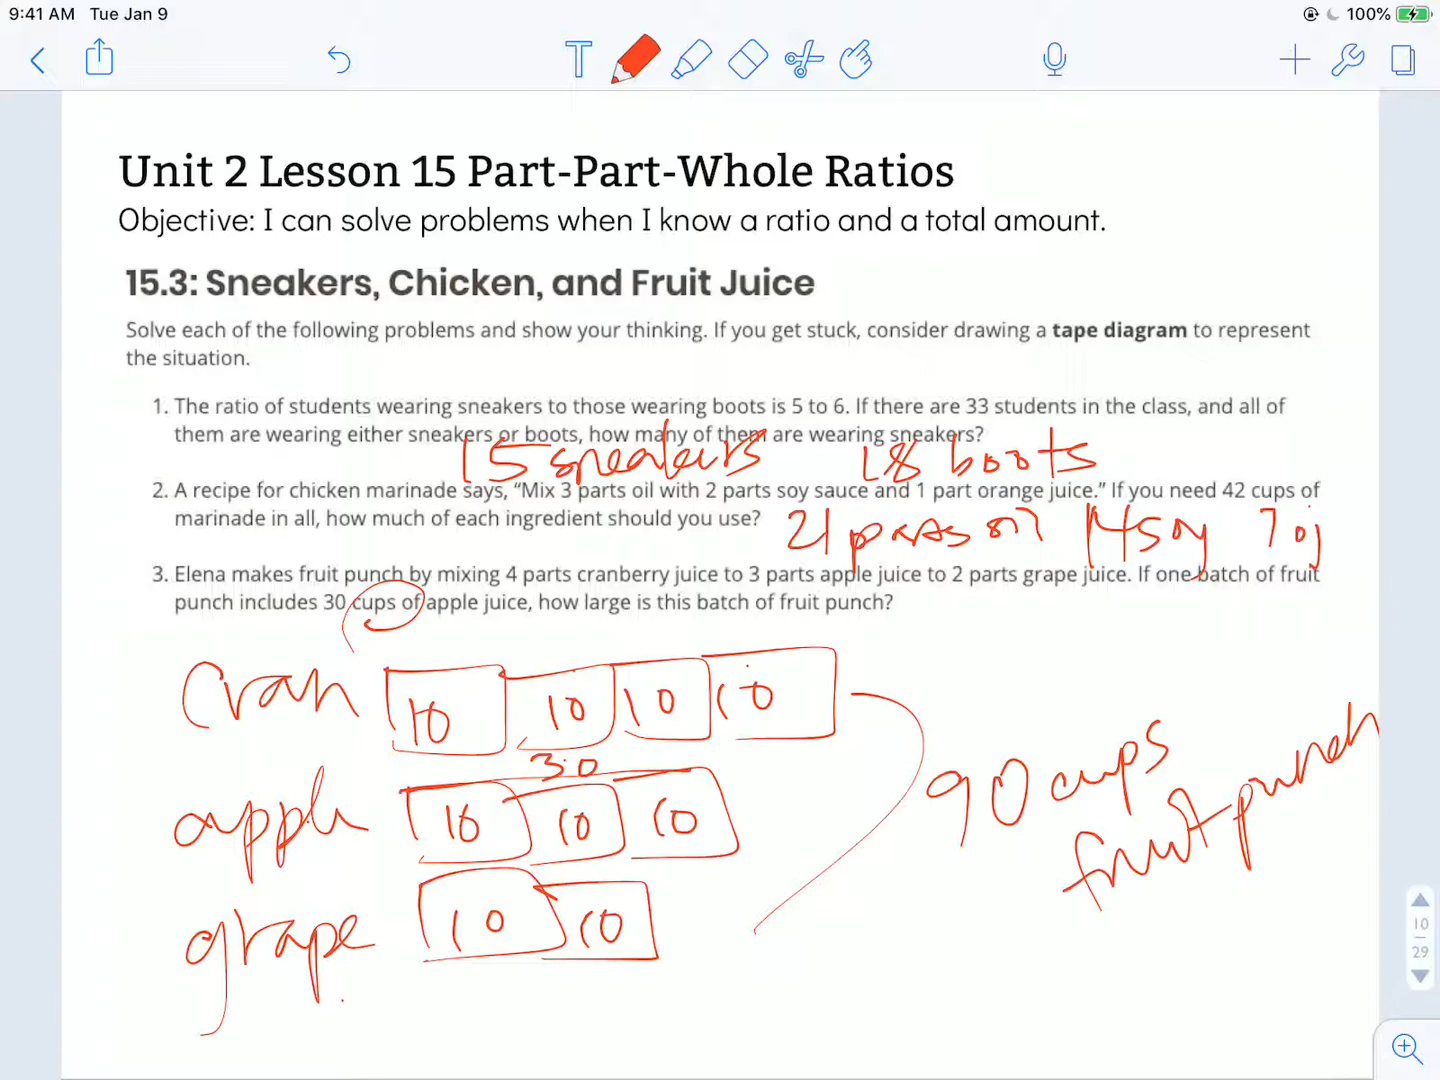 9:41 AM Tue Jan 9
100%
T
Unit 2 Lesson 15 Part-Part-Whole Ratios
Objective: I can solve problems when I know a ratio and a total amount.
15.3: Sneakers, Chicken, and Fruit Juice
Solve each of the following problems and show your thinking. If you get stuck, consider drawing a tape diagram to represent
the situation.
1. The ratio of students wearing sneakers to those wearing boots is 5 to 6. If there are 33 students in the class, and all of
them are wearing either sneakers or boots, how many of them are wearing sneakers?
15 sneakers 18 boots
2. A recipe for chicken marinade says, “Mix 3 parts oil with 2 parts soy sauce and 1 part orange juice.” If you need 42 cups of
marinade in all, how much of each ingredient should you use?
21 parts oil 14 soy 7 oj
3. Elena makes fruit punch by mixing 4 parts cranberry juice to 3 parts apple juice to 2 parts grape juice. If one batch of fruit
punch includes 30 cups of apple juice, how large is this batch of fruit punch?
Cran 10 10 10 10
30
apple 10 10 10
90 cups
fruit punch
grape 10 10
10
29